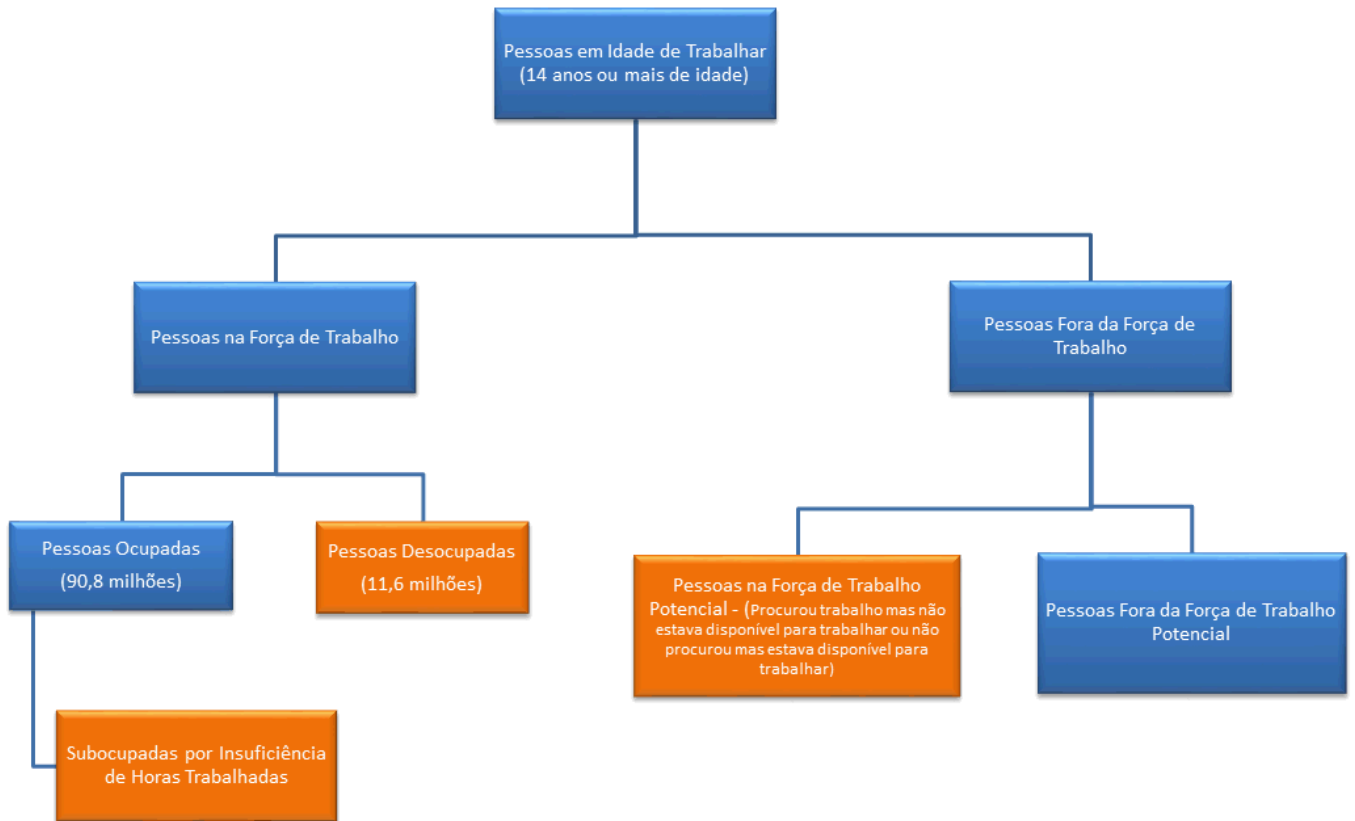 Pessoas em Idade de Trabalhar
(14 anos ou mais de idade)
Pessoas na Força de Trabalho
Pessoas Fora da Força de
Trabalho
Pessoas Ocupadas
(90,8 milhões)
Pessoas Desocupadas
(11,6 milhões)
Pessoas na Força de Trabalho
Potencial - (Procurou trabalho mas não
estava disponível para trabalhar ou não
procurou mas estava disponível para
trabalhar)
Pessoas Fora da Força de Trabalho
Potencial
Subocupadas por Insuficiência
de Horas Trabalhadas